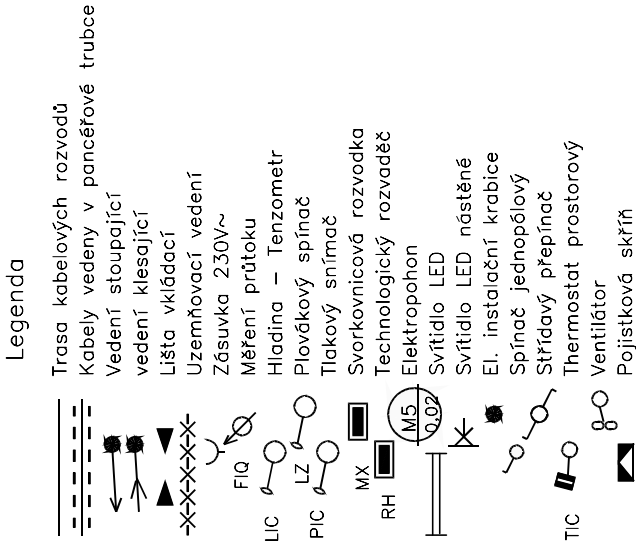 Legenda
Trasa kabelových rozvodů
Kabely vedeny v pancéřové trubce
Vedení stoupající
vedení klesající
Lišta vkládací
Uzemňovací vedení
Zásuvka 230V~
FIQ Měření průtoku
LIC Hladina – Tenzometr
LZ Plovákový spínač
PIC Tlakový snímač
MX Svorkovnicová rozvodka
RH Technologický rozvaděč
M5 0,02 Elektropohon
Svítidlo LED
Svítidlo LED nástěné
El. instalační krabice
Spínač jednopólový
Střídavý přepínač
TIC Thermostat prostorový
Ventilátor
Pojistková skříň